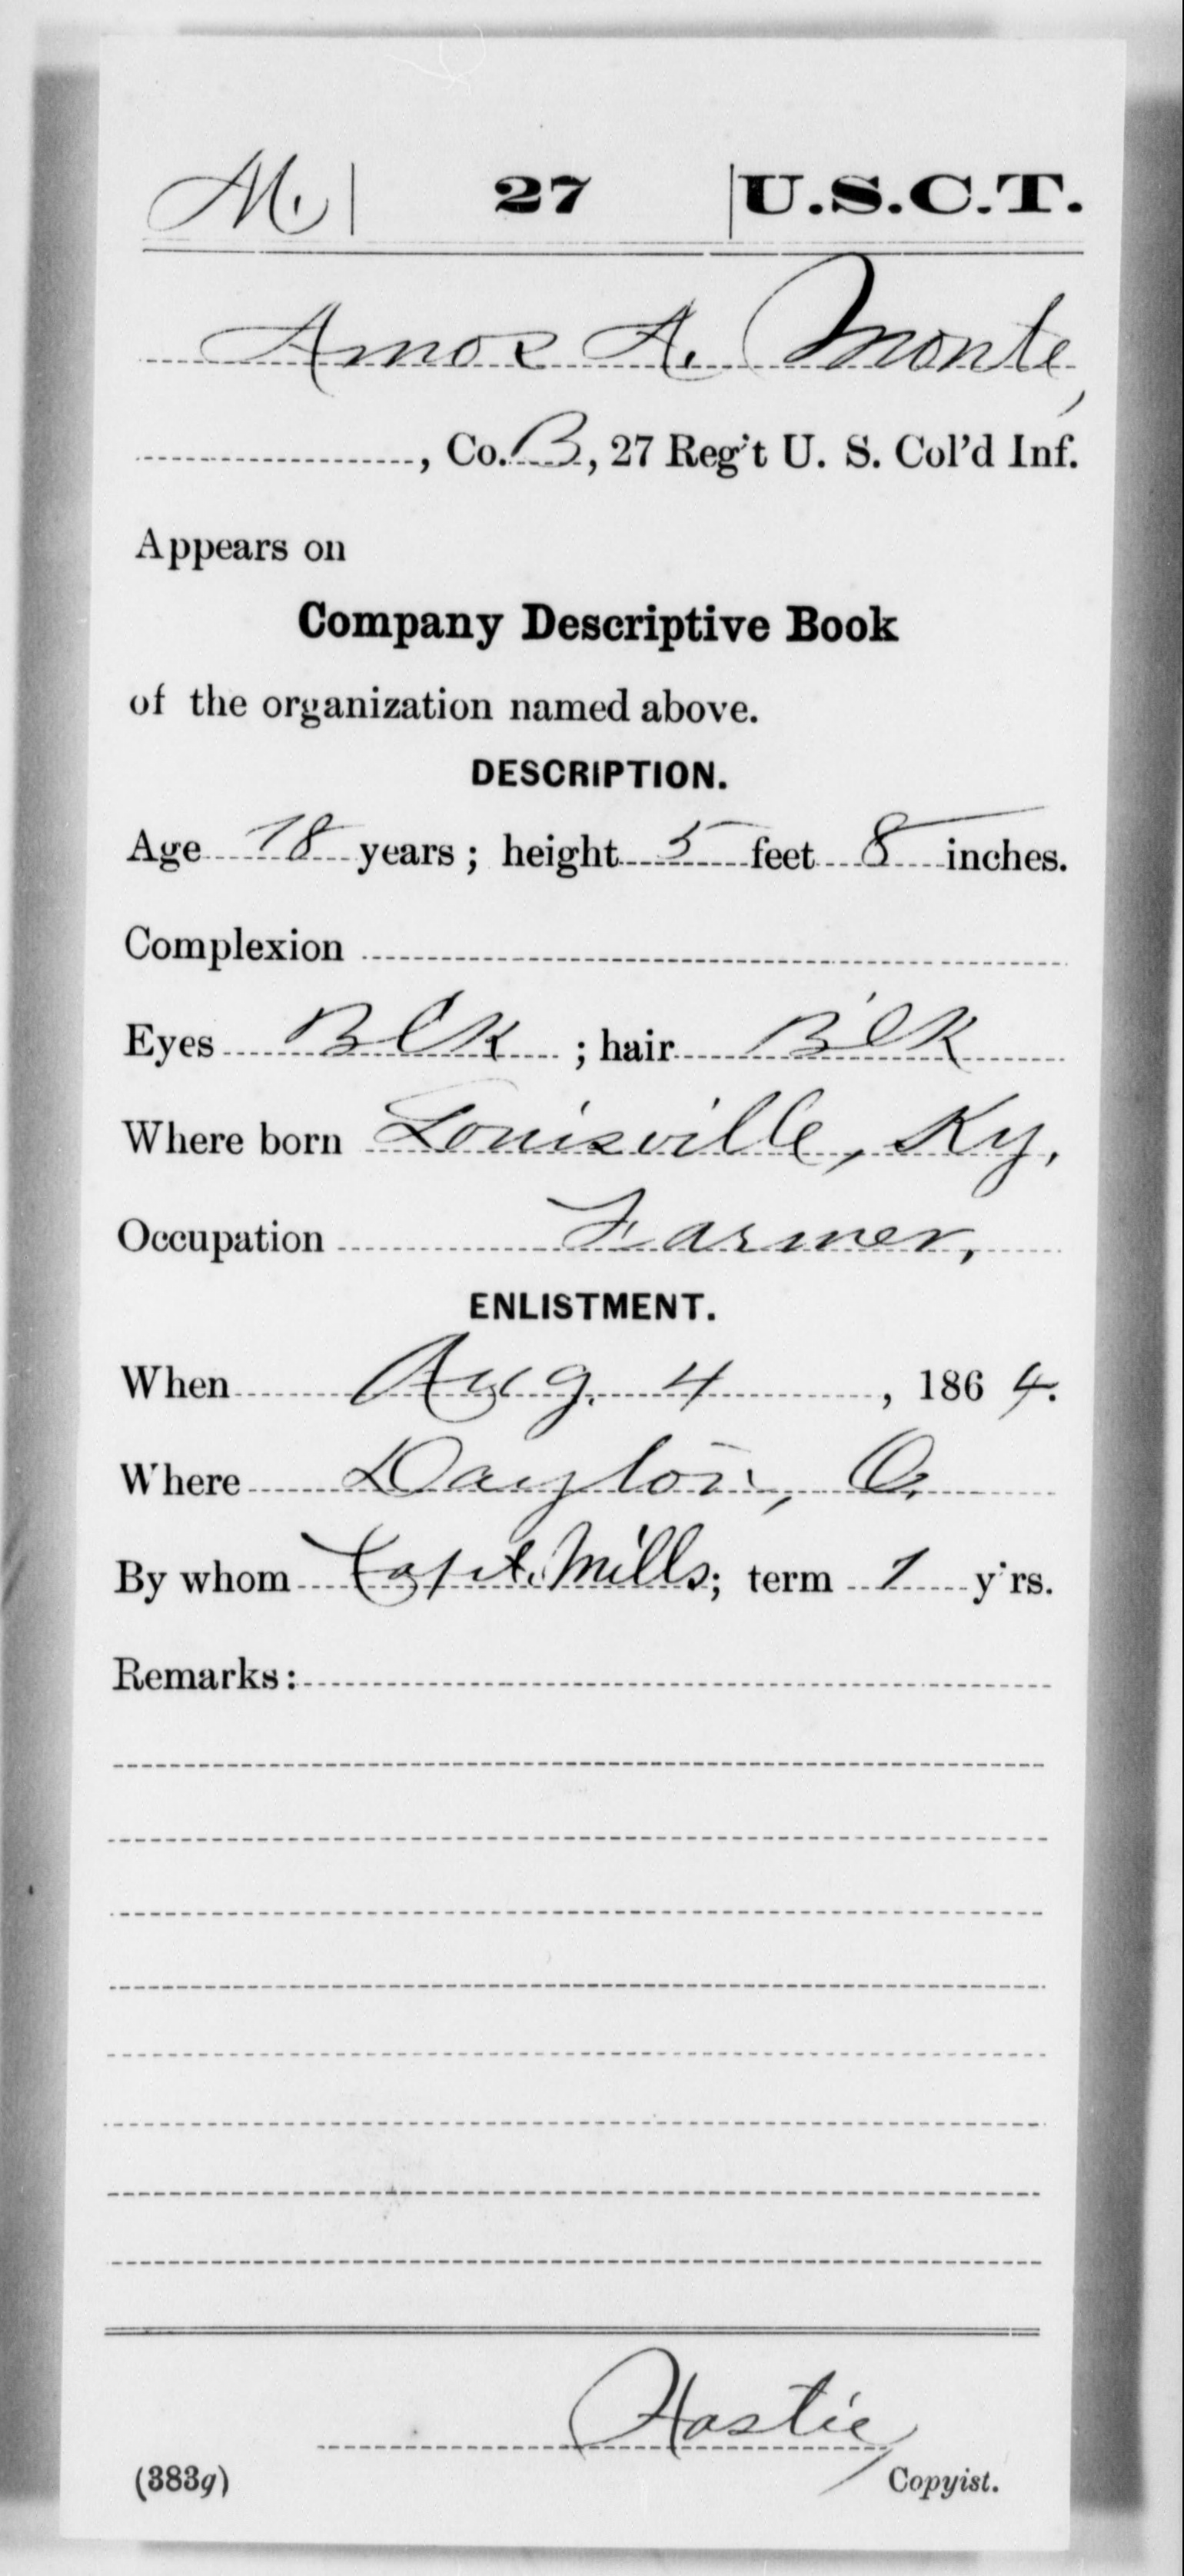 M. 27 U.S.C.T.
Amos A. Monte,
, Co. B, 27 Reg't U. S. Col'd Inf.
Appears on
Company Descriptive Book
of the organization named above.
DESCRIPTION.
Age 18 years; height 5 feet 8 inches.
Complexion
Eyes Blk ; hair Blk
Where born Louisville, Ky,
Occupation Farmer,
ENLISTMENT.
When Aug. 4, 1864.
Where Dayton, O.
By whom Capt. Mills; term 1 y'rs.
Remarks:
Hastie
(383g) Copyist.